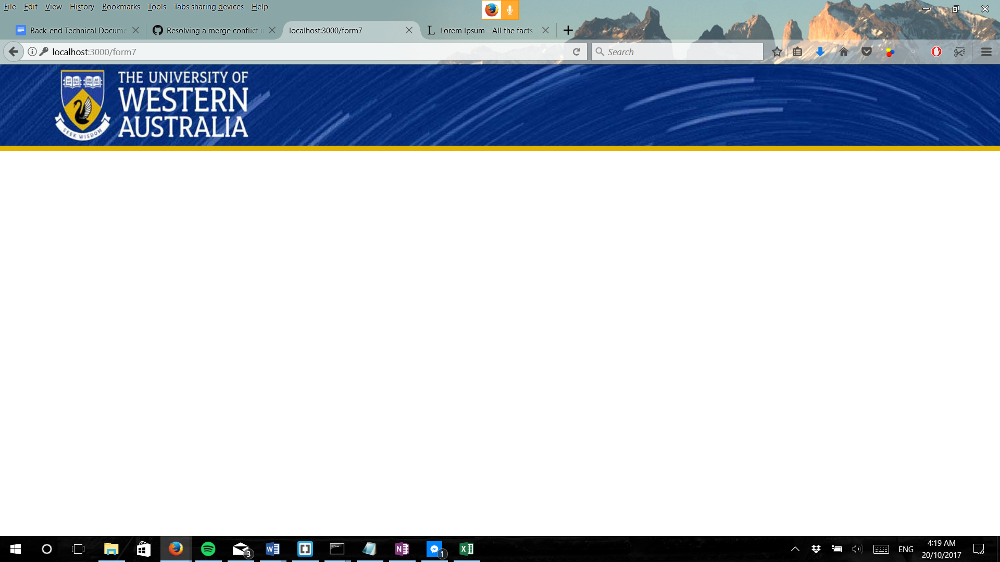 File Edit View History Bookmarks Tools Tabs sharing devices Help
Back-end Technical Docume
Resolving a merge conflict u
localhost:3000/form7
Lorem Ipsum - All the facts -
localhost:3000/form7
Search
THE UNIVERSITY OF
WESTERN
AUSTRALIA
SEEK WISDOM
3
1
ENG
4:19 AM
20/10/2017